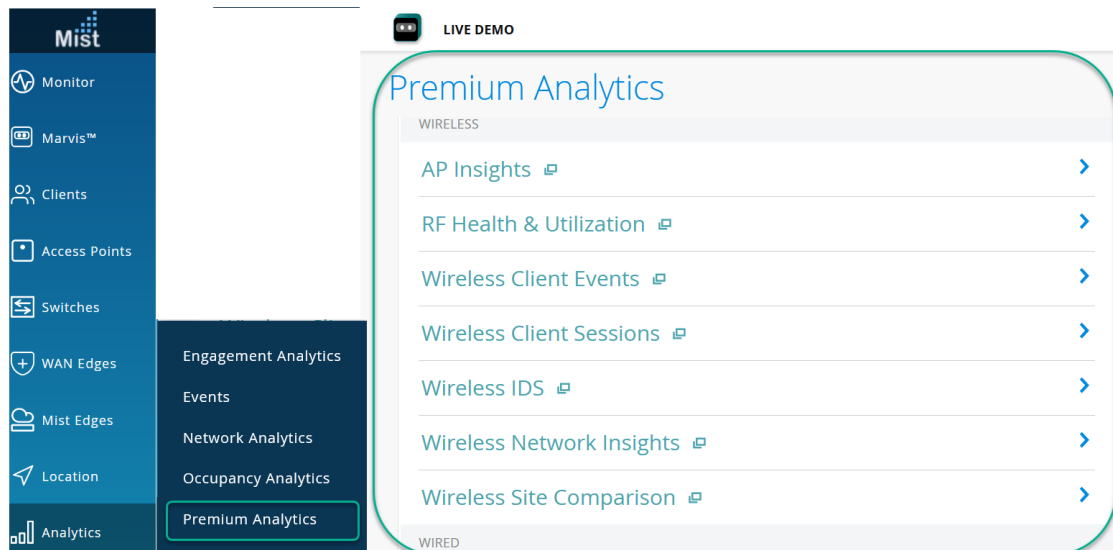 Mist
Monitor
Marvis™
Clients
Access Points
Switches
WAN Edges
Mist Edges
Location
Analytics
Engagement Analytics
Events
Network Analytics
Occupancy Analytics
Premium Analytics
LIVE DEMO
Premium Analytics
WIRELESS
AP Insights
RF Health & Utilization
Wireless Client Events
Wireless Client Sessions
Wireless IDS
Wireless Network Insights
Wireless Site Comparison
WIRED